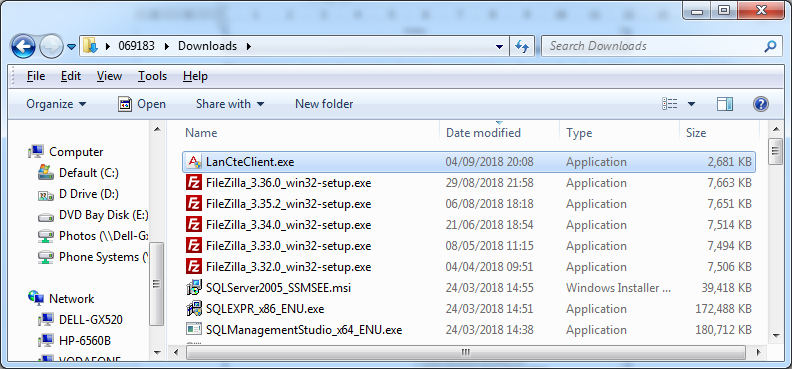 069183 Downloads Search Downloads
File Edit View Tools Help
Organize Open Share with New folder
Name Date modified Type Size
Computer
Default (C:)
D Drive (D:)
DVD Bay Disk (E:)
Photos (\\Dell-Gx
Phone Systems (\
Network
DELL-GX520
HP-6560B
VODAFONE
LanCteClient.exe 04/09/2018 20:08 Application 2,681 KB
FileZilla_3.36.0_win32-setup.exe 29/08/2018 21:58 Application 7,663 KB
FileZilla_3.35.2_win32-setup.exe 06/08/2018 18:18 Application 7,651 KB
FileZilla_3.34.0_win32-setup.exe 21/06/2018 18:54 Application 7,514 KB
FileZilla_3.33.0_win32-setup.exe 08/05/2018 11:15 Application 7,494 KB
FileZilla_3.32.0_win32-setup.exe 04/04/2018 09:51 Application 7,506 KB
SQLServer2005_SSMSEE.msi 24/03/2018 14:55 Windows Installer ... 39,418 KB
SQLEXPR_x86_ENU.exe 24/03/2018 14:51 Application 172,488 KB
SQLManagementStudio_x64_ENU.exe 24/03/2018 14:38 Application 180,712 KB